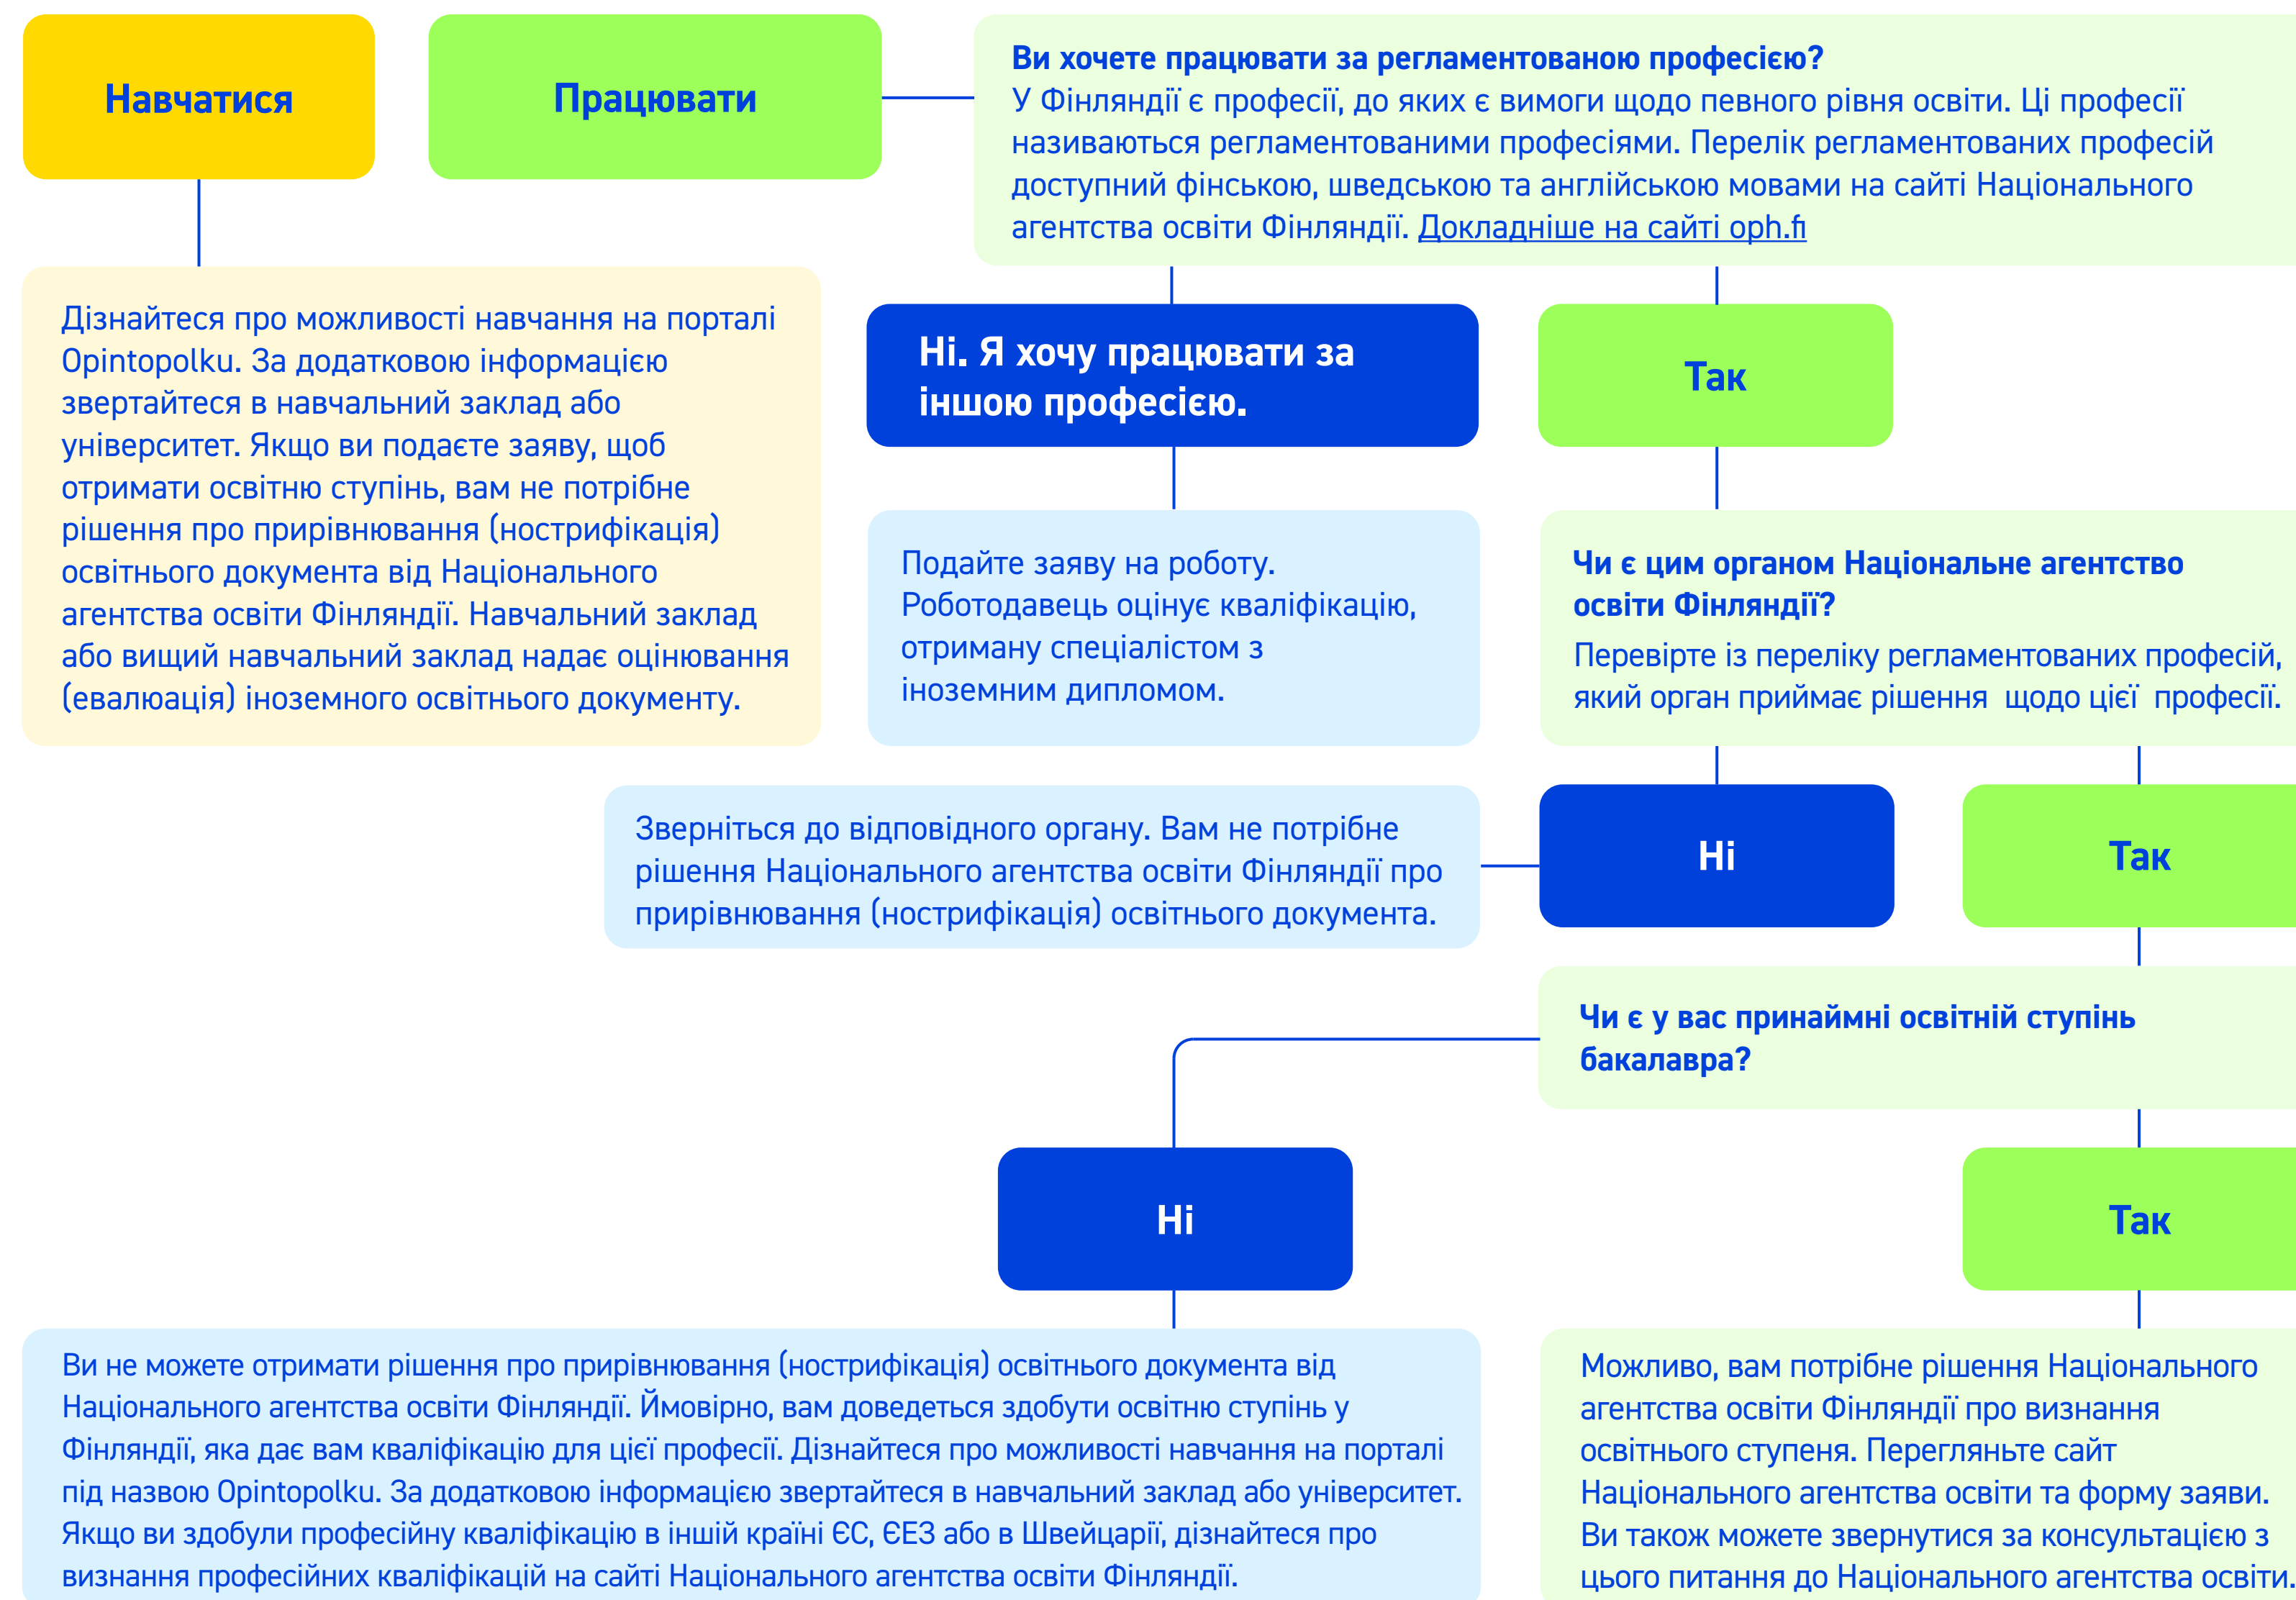 Навчатися
Працювати
Ви хочете працювати за регламентованою професією?
У Фінляндії є професії, до яких є вимоги щодо певного рівня освіти. Ці професії
називаються регламентованими професіями. Перелік регламентованих професій
доступний фінською, шведською та англійською мовами на сайті Національного
агентства освіти Фінляндії. Докладніше на сайті oph.fi
Дізнайтеся про можливості навчання на порталі
Opintopolku. За додатковою інформацією
звертайтеся в навчальний заклад або
університет. Якщо ви подаєте заяву, щоб
отримати освітню ступінь, вам не потрібне
рішення про прирівнювання (нострифікація)
освітнього документа від Національного
агентства освіти Фінляндії. Навчальний заклад
або вищий навчальний заклад надає оцінювання
(евалюація) іноземного освітнього документу.
Ні. Я хочу працювати за
іншою професією.
Так
Подайте заяву на роботу.
Роботодавець оцінує кваліфікацію,
отриману спеціалістом з
іноземним дипломом.
Чи є цим органом Національне агентство
освіти Фінляндії?
Перевірте із переліку регламентованих професій,
який орган приймає рішення щодо цієї професії.
Зверніться до відповідного органу. Вам не потрібне
рішення Національного агентства освіти Фінляндії про
прирівнювання (нострифікація) освітнього документа.
Ні
Так
Чи є у вас принаймні освітній ступінь
бакалавра?
Ні
Так
Ви не можете отримати рішення про прирівнювання (нострифікація) освітнього документа від
Національного агентства освіти Фінляндії. Ймовірно, вам доведеться здобути освітню ступінь у
Фінляндії, яка дає вам кваліфікацію для цієї професії. Дізнайтеся про можливості навчання на порталі
під назвою Opintopolku. За додатковою інформацією звертайтеся в навчальний заклад або університет.
Якщо ви здобули професійну кваліфікацію в іншій країні ЄС, ЄЕЗ або в Швейцарії, дізнайтеся про
визнання професійних кваліфікацій на сайті Національного агентства освіти Фінляндії.
Можливо, вам потрібне рішення Національного
агентства освіти Фінляндії про визнання
освітнього ступеня. Перегляньте сайт
Національного агентства освіти та форму заяви.
Ви також можете звернутися за консультацією з
цього питання до Національного агентства освіти.